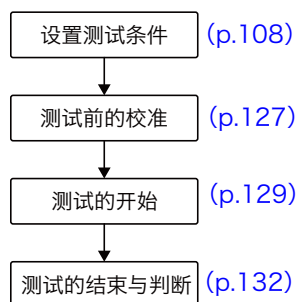 设置测试条件 (p.108)
测试前的校准 (p.127)
测试的开始 (p.129)
测试的结束与判断 (p.132)